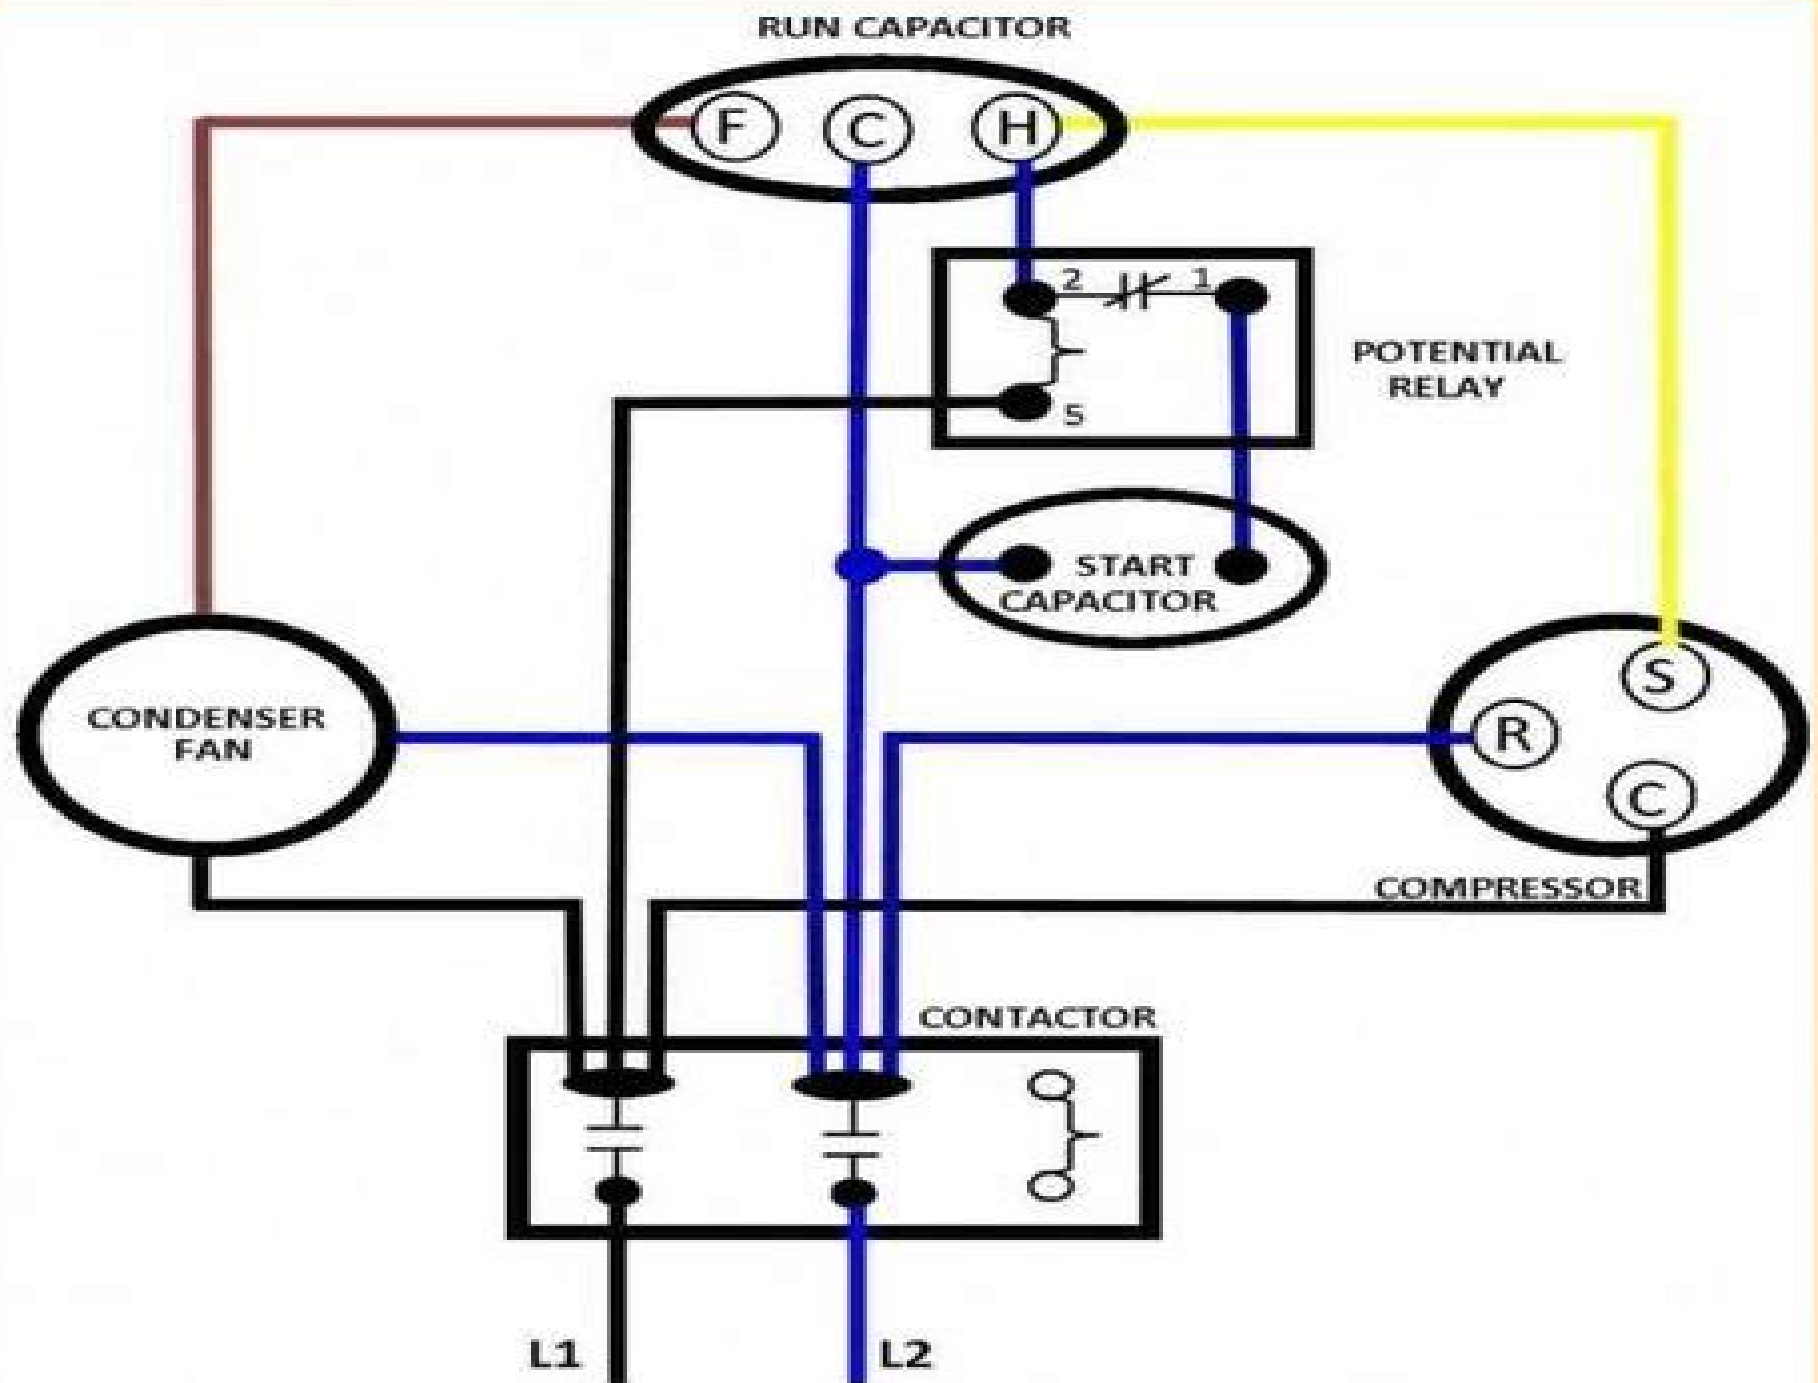 RUN CAPACITOR
F C H
2 1
5
POTENTIAL
RELAY
START
CAPACITOR
CONDENSER
FAN
S
R
C
COMPRESSOR
CONTACTOR
L1 L2